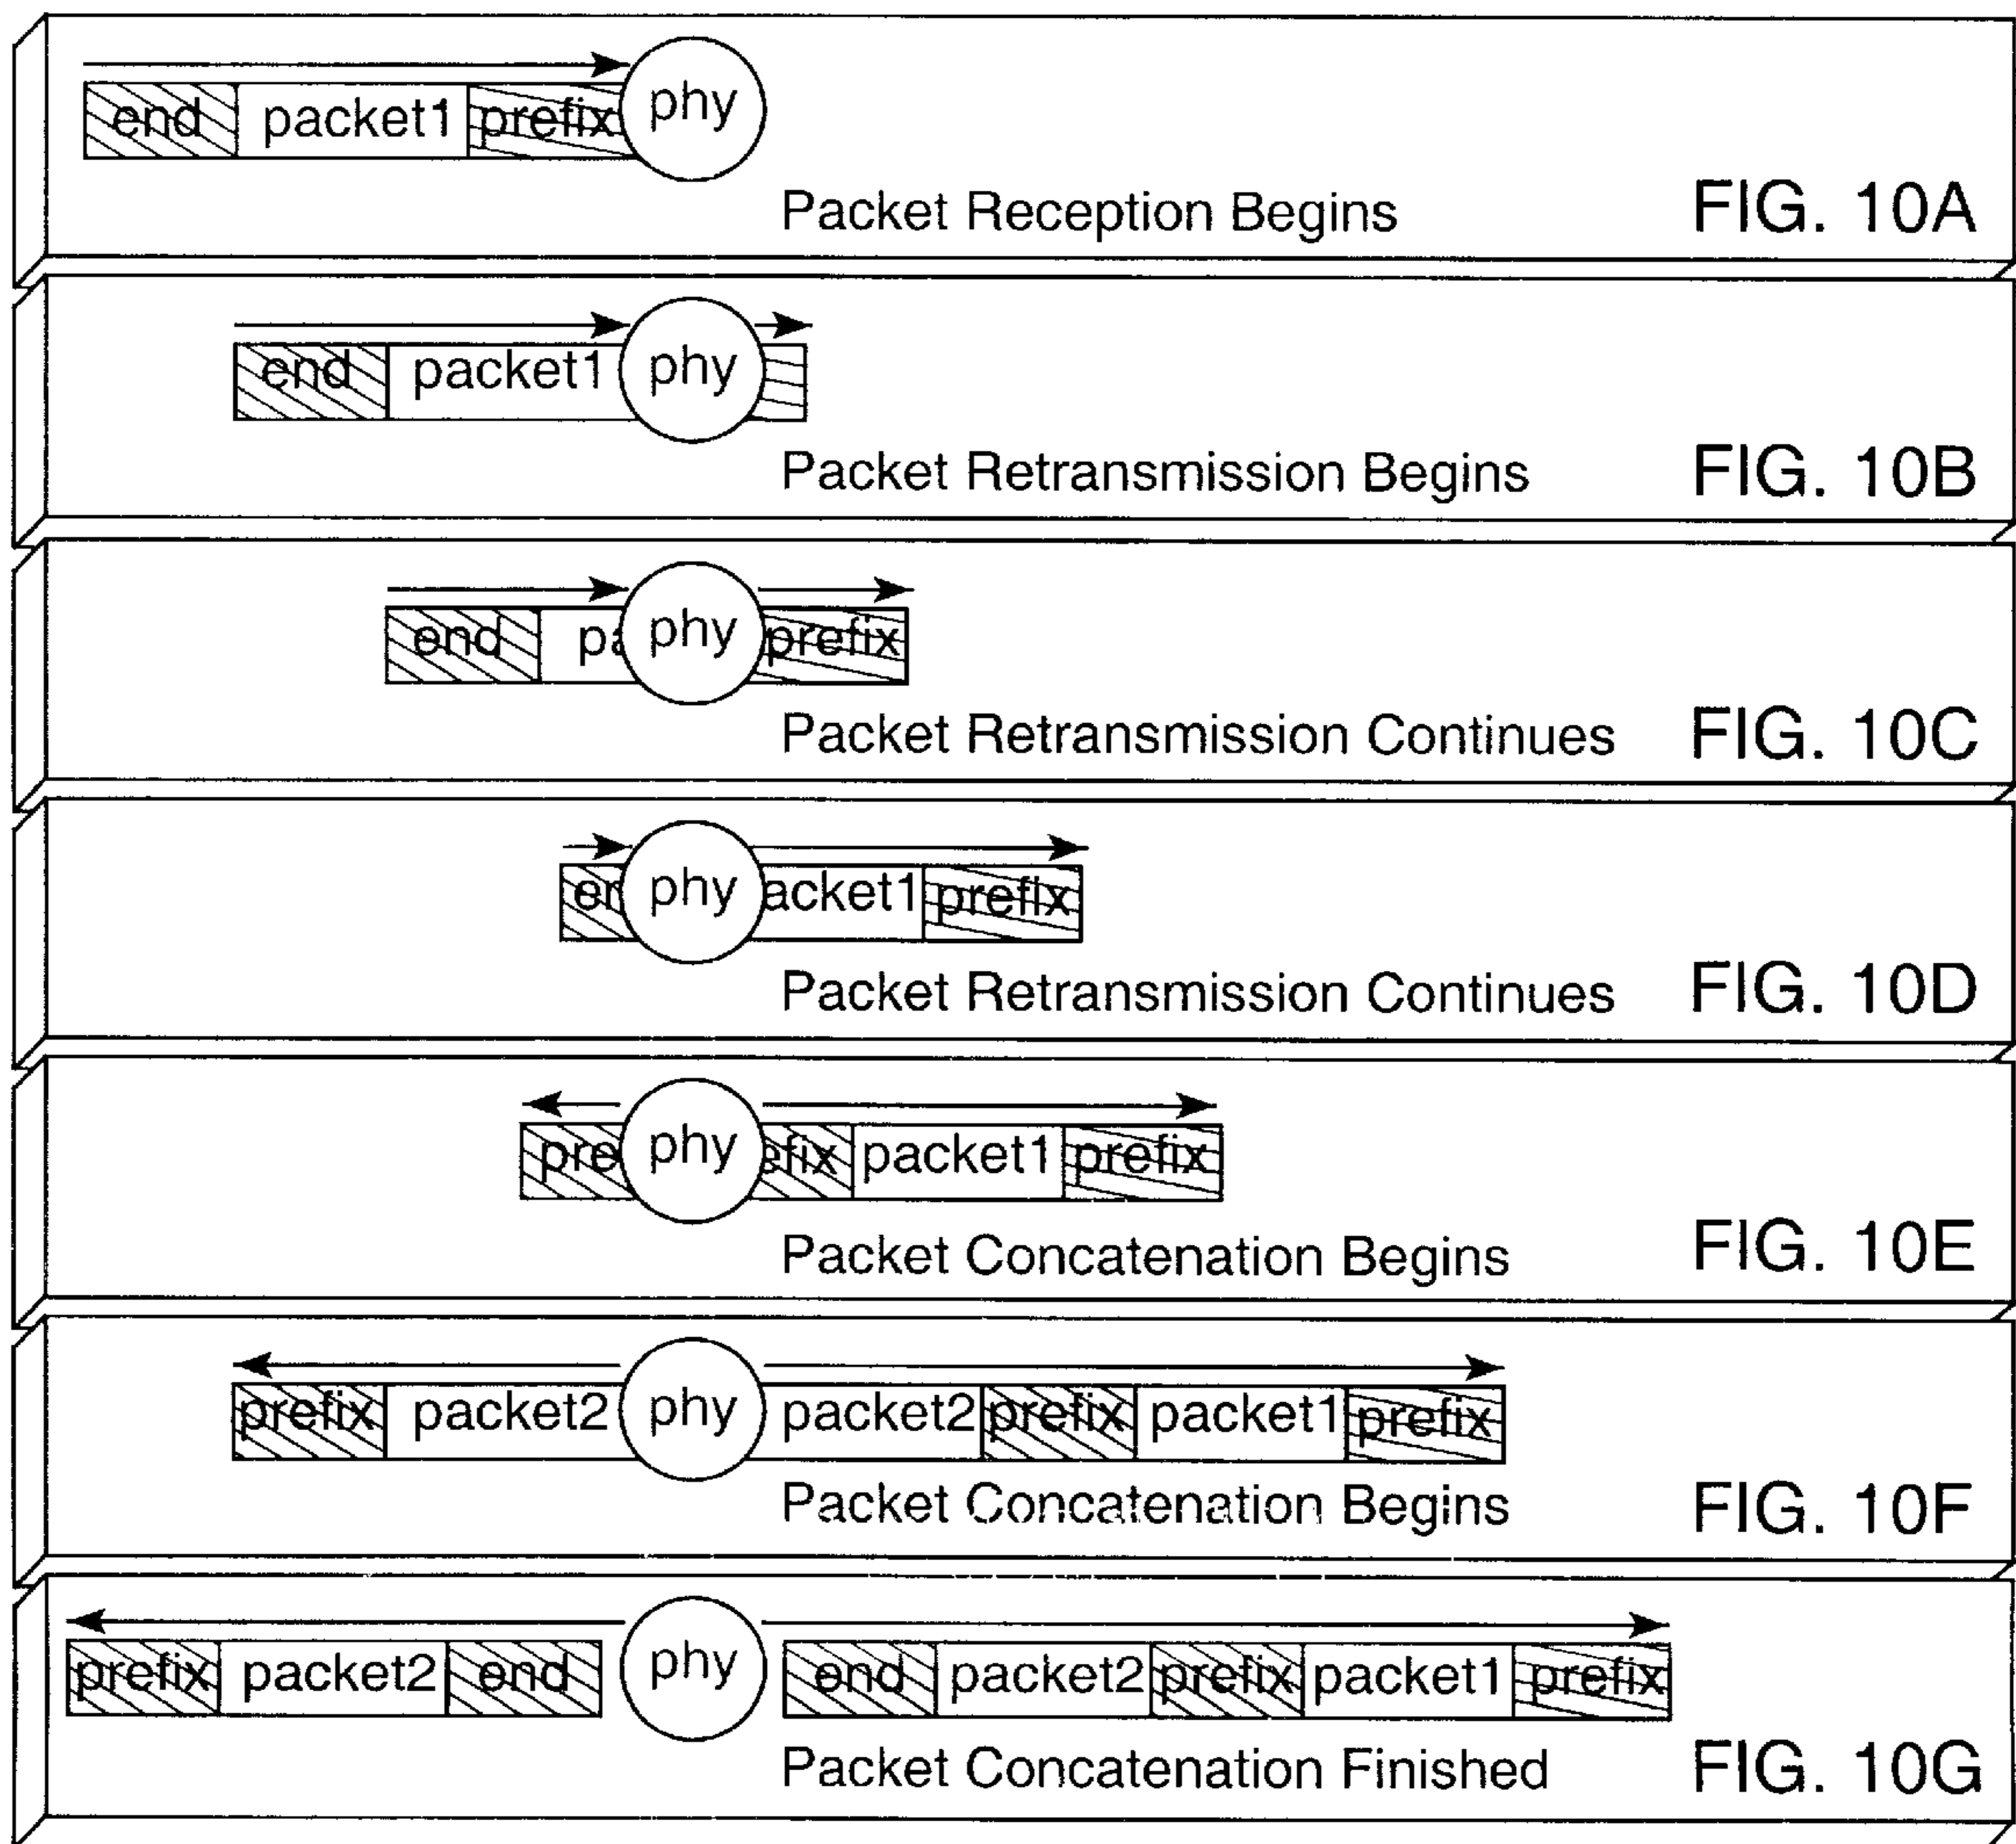 end packet1 prefix phy
Packet Reception Begins FIG. 10A
end packet1 phy
Packet Retransmission Begins FIG. 10B
end pa phy prefix
Packet Retransmission Continues FIG. 10C
en phy acket1 prefix
Packet Retransmission Continues FIG. 10D
pre phy efix packet1 prefix
Packet Concatenation Begins FIG. 10E
prefix packet2 phy packet2 prefix packet1 prefix
Packet Concatenation Begins FIG. 10F
prefix packet2 end phy end packet2 prefix packet1 prefix
Packet Concatenation Finished FIG. 10G